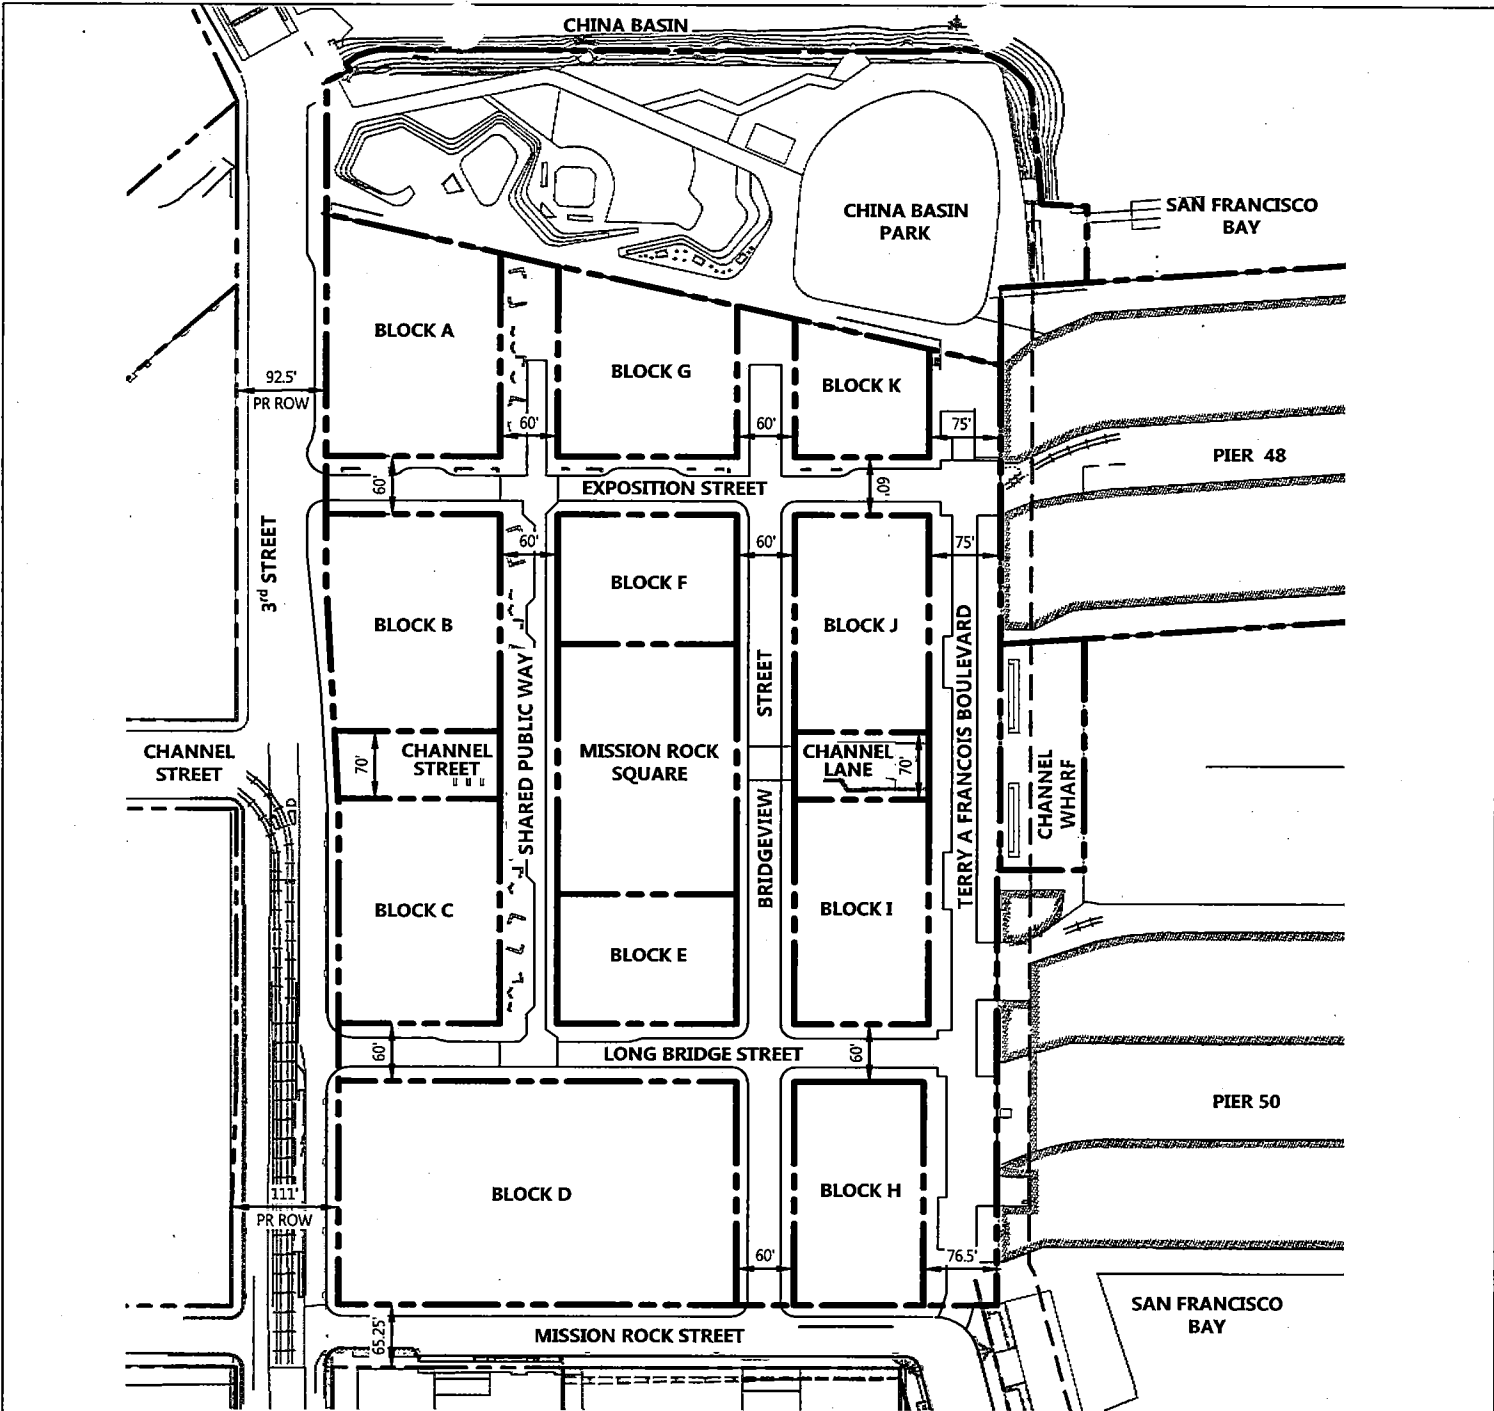 CHINA BASIN
SAN FRANCISCO
BAY
CHINA BASIN
PARK
BLOCK A
BLOCK G
BLOCK K
92.5'
PR ROW
60'
60'
75'
PIER 48
60'
EXPOSITION STREET
60'
3rd STREET
60'
60'
75'
BLOCK F
BLOCK B
BLOCK J
SHARED PUBLIC WAY
STREET
BRIDGEVIEW
TERRY A FRANCOIS BOULEVARD
CHANNEL
STREET
70'
CHANNEL
STREET
MISSION ROCK
SQUARE
CHANNEL
LANE
70'
CHANNEL
WHARF
BLOCK C
BLOCK I
BLOCK E
60'
LONG BRIDGE STREET
60'
PIER 50
BLOCK D
BLOCK H
111'
PR ROW
60'
76.5'
SAN FRANCISCO
BAY
65.25'
MISSION ROCK STREET